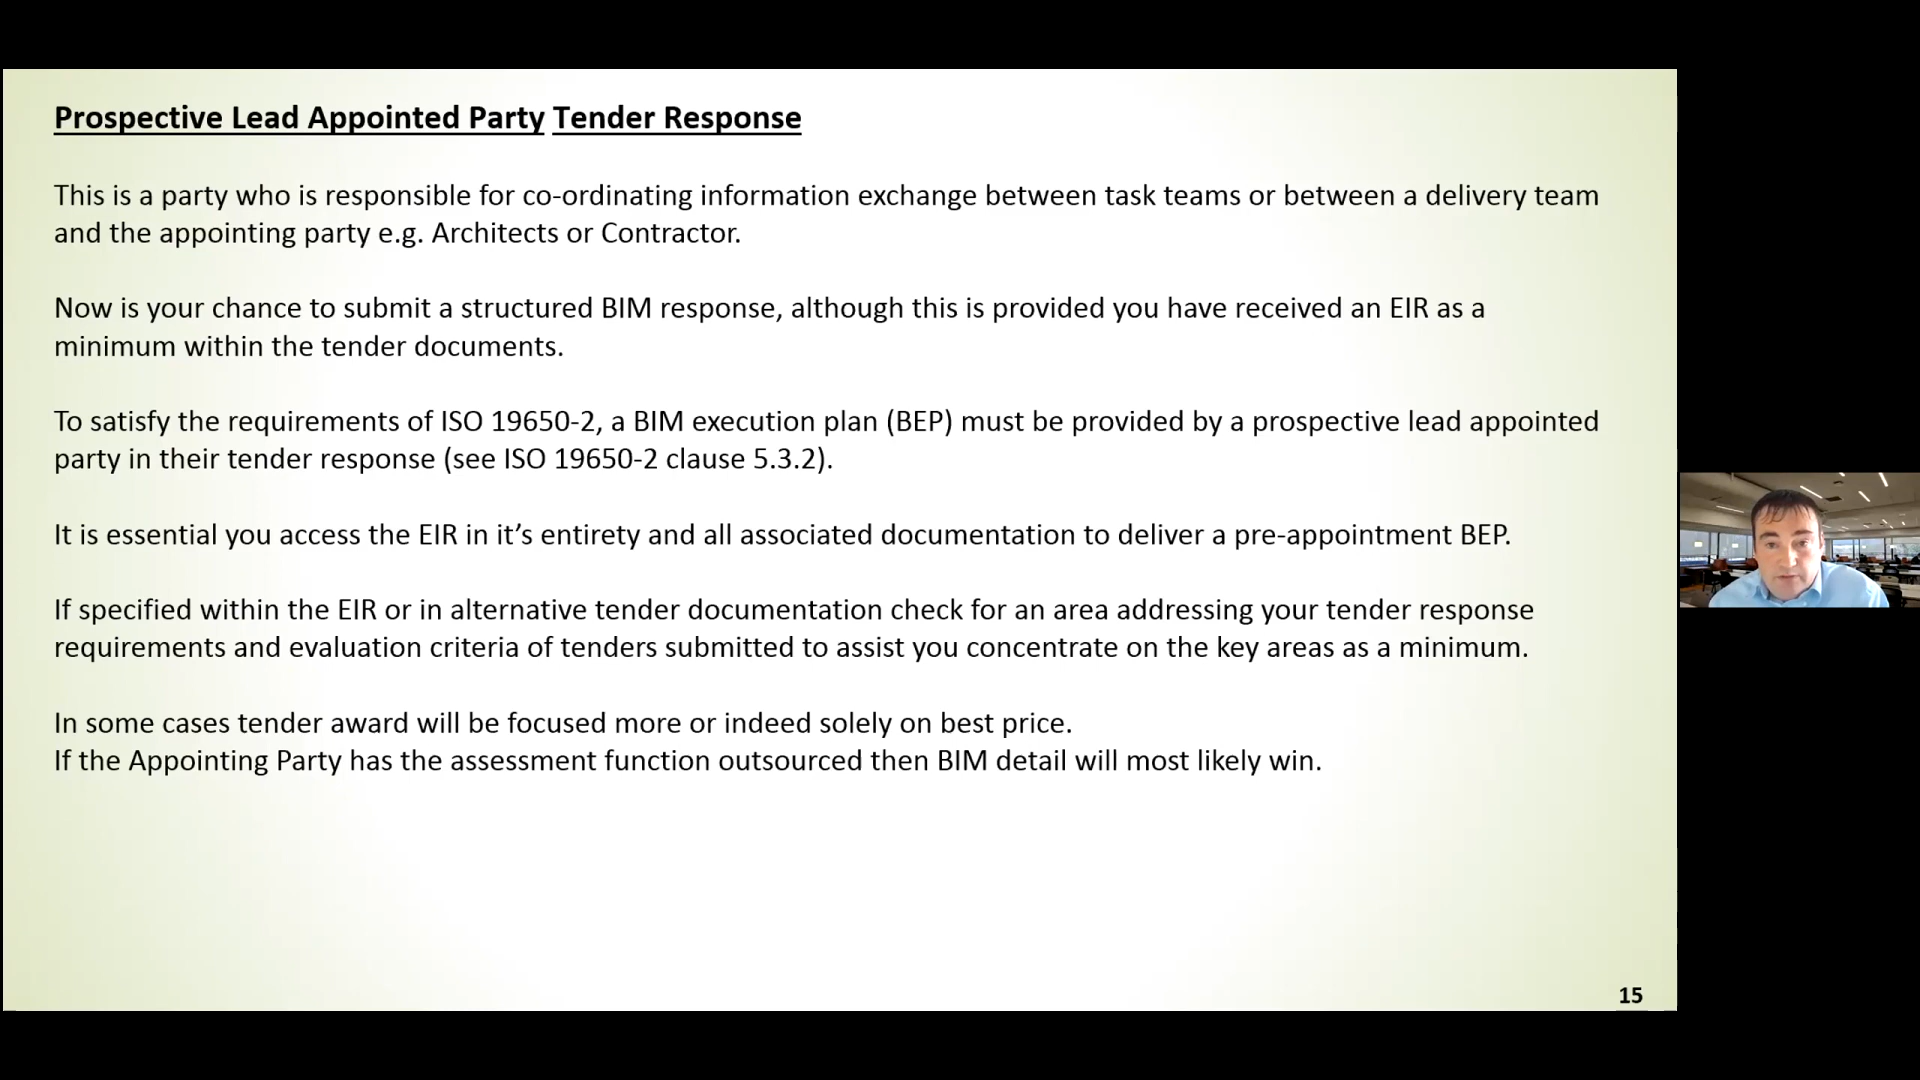 Prospective Lead Appointed Party Tender Response
This is a party who is responsible for co-ordinating information exchange between task teams or between a delivery team
and the appointing party e.g. Architects or Contractor.
Now is your chance to submit a structured BIM response, although this is provided you have received an EIR as a
minimum within the tender documents.
To satisfy the requirements of ISO 19650-2, a BIM execution plan (BEP) must be provided by a prospective lead appointed
party in their tender response (see ISO 19650-2 clause 5.3.2).
It is essential you access the EIR in it’s entirety and all associated documentation to deliver a pre-appointment BEP.
If specified within the EIR or in alternative tender documentation check for an area addressing your tender response
requirements and evaluation criteria of tenders submitted to assist you concentrate on the key areas as a minimum.
In some cases tender award will be focused more or indeed solely on best price.
If the Appointing Party has the assessment function outsourced then BIM detail will most likely win.
15